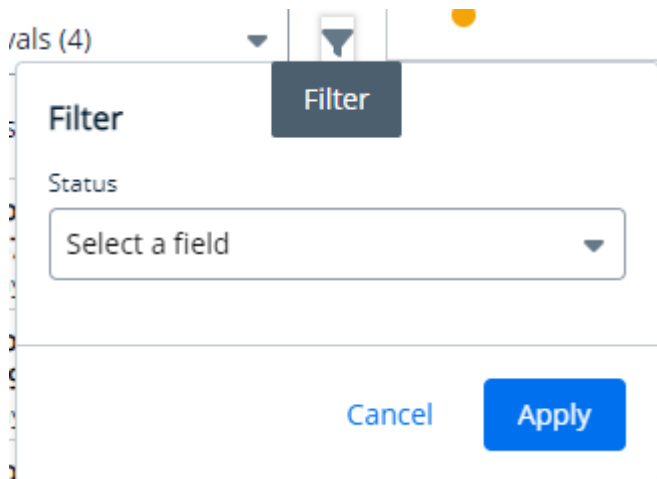 vals (4)
Filter
Filter
Status
Select a field
Cancel
Apply